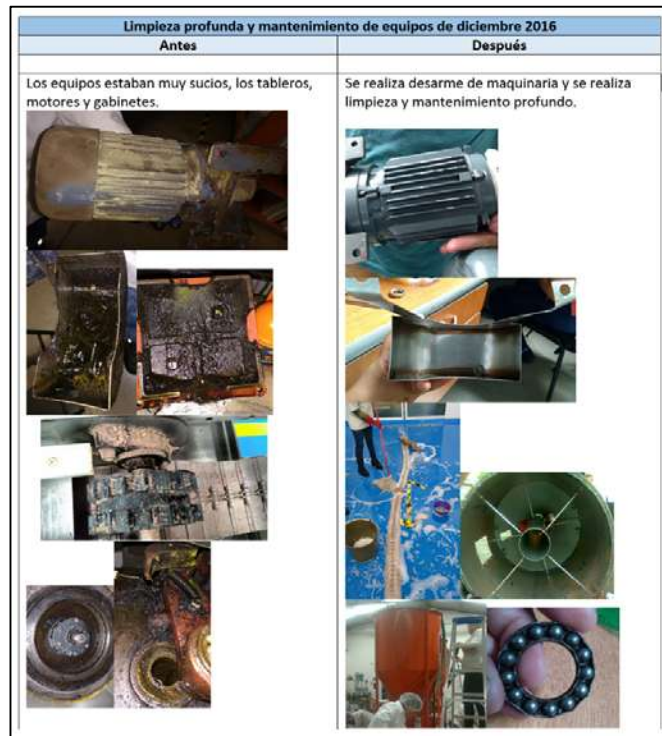 Limpieza profunda y mantenimiento de equipos de diciembre 2016
Antes
Después
Los equipos estaban muy sucios, los tableros,
motores y gabinetes.
Se realiza desarme de maquinaria y se realiza
limpieza y mantenimiento profundo.